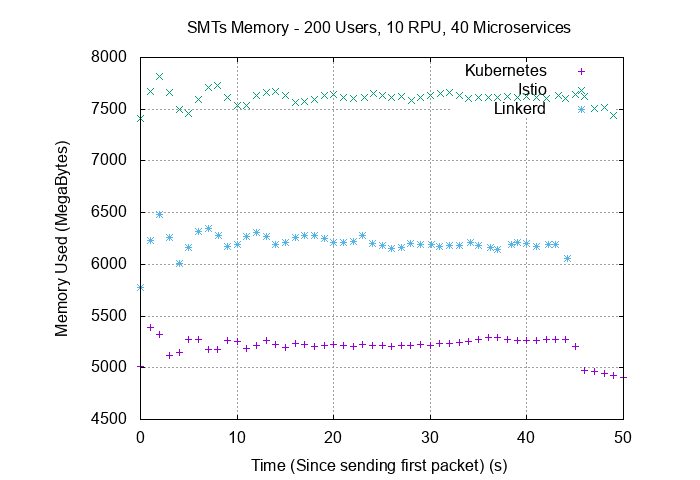 SMTs Memory - 200 Users, 10 RPU, 40 Microservices
Memory Used (MegaBytes)
8000
7500
7000
6500
6000
5500
5000
4500
Kubernetes
Istio
Linkerd
0 10 20 30 40 50
Time (Since sending first packet) (s)